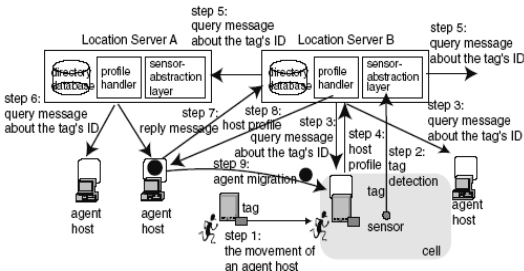 step 5:
query message
about the tag's ID
step 5:
query message
about the tag's ID
Location Server A
Location Server B
directory
database
profile
handler
sensor-
abstraction
layer
directory
database
profile
handler
sensor-
abstraction
layer
step 6:
query message
about the tag's ID
step 7:
reply message
step 8:
host profile
step 3:
query message
about the tag's ID
step 4:
host
profile
step 2:
tag
detection
step 3:
query message
about the tag's ID
step 9:
agent migration
agent
host
agent
host
tag
step 1:
the movement of
an agent host
tag
sensor
cell
agent
host